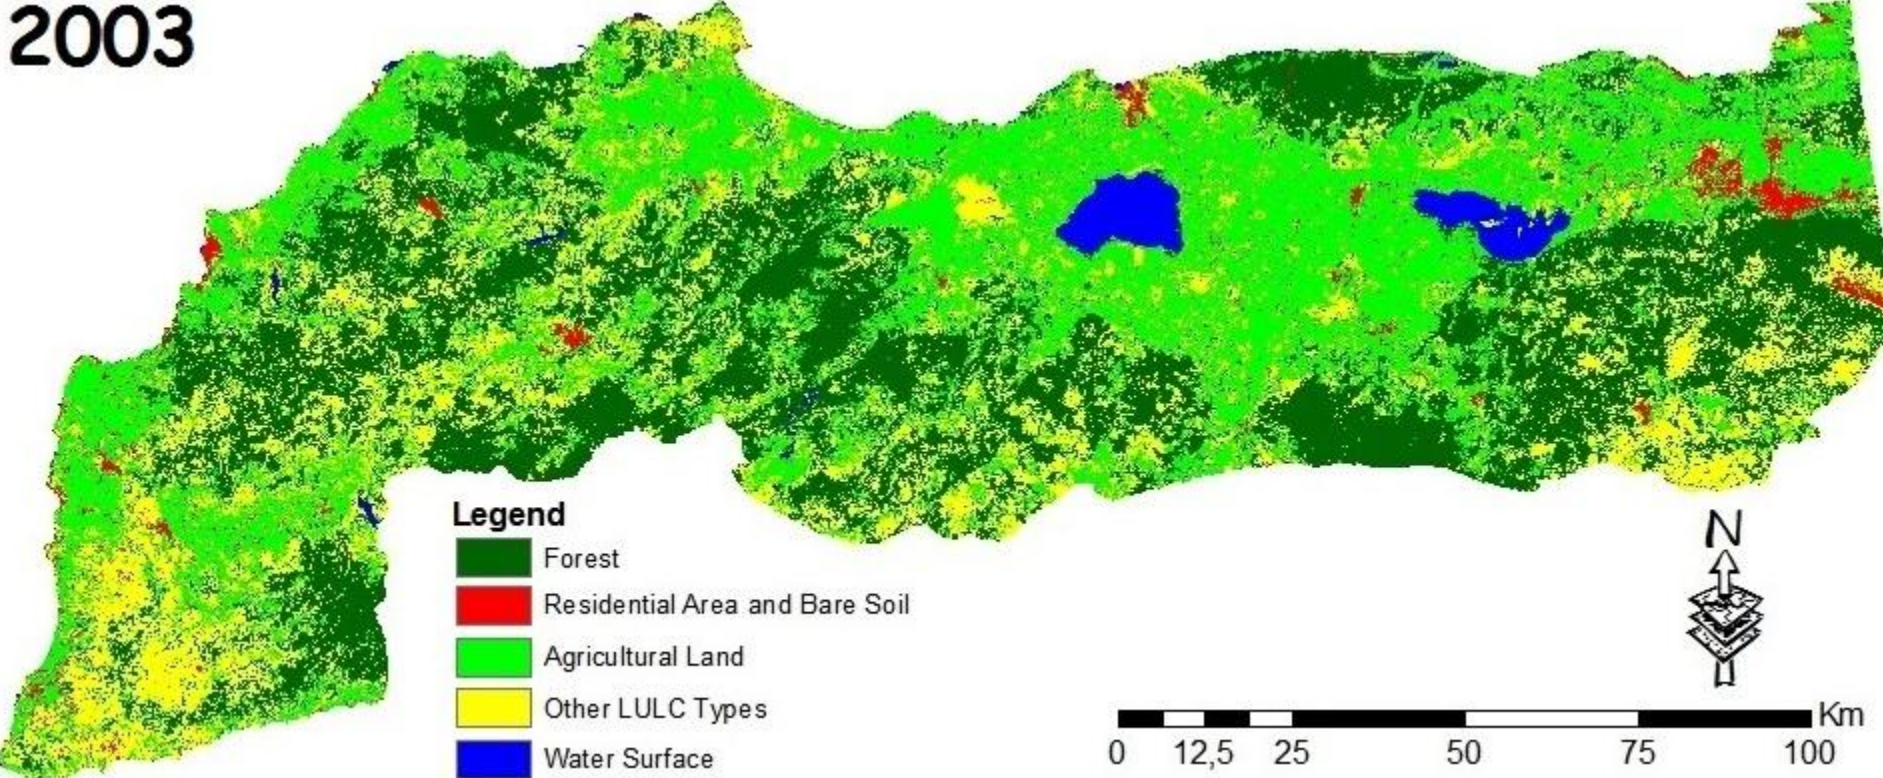 2003
Legend
Forest
Residential Area and Bare Soil
Agricultural Land
Other LULC Types
Water Surface
N
Km
0 12,5 25 50 75 100